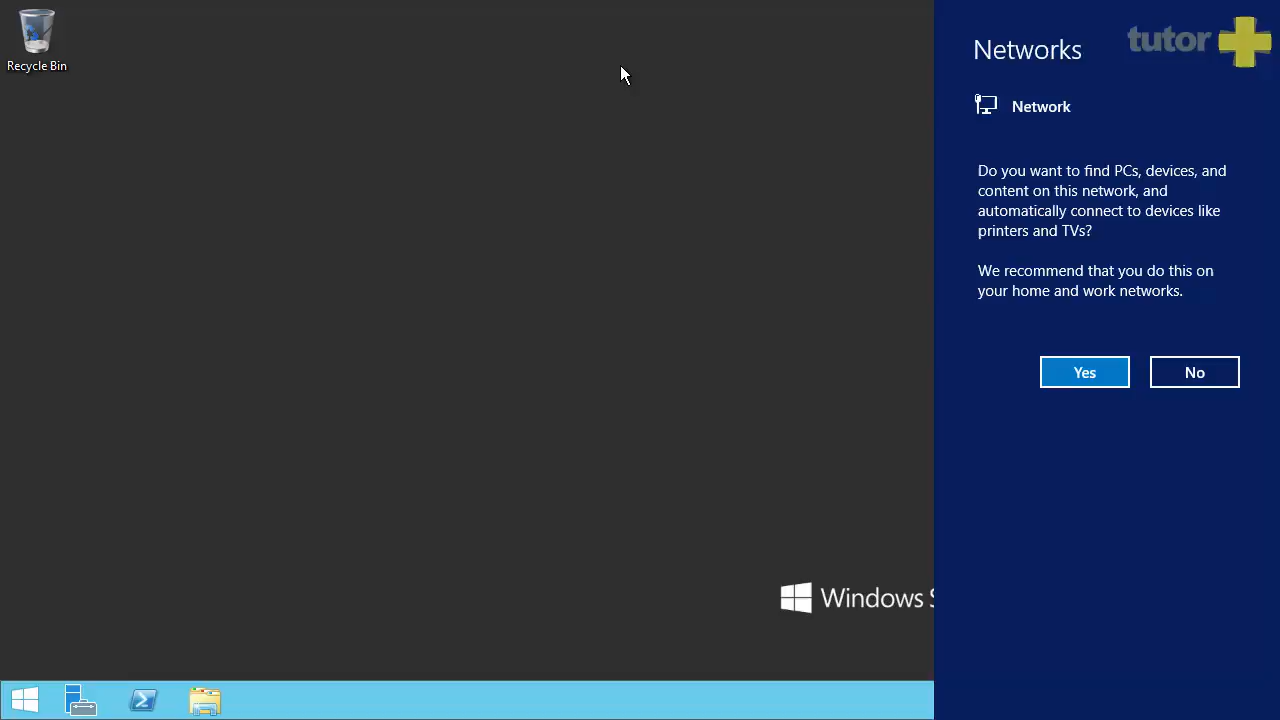 Recycle Bin
Networks
tutor
Network
Do you want to find PCs, devices, and
content on this network, and
automatically connect to devices like
printers and TVs?
We recommend that you do this on
your home and work networks.
Yes
No
Windows S